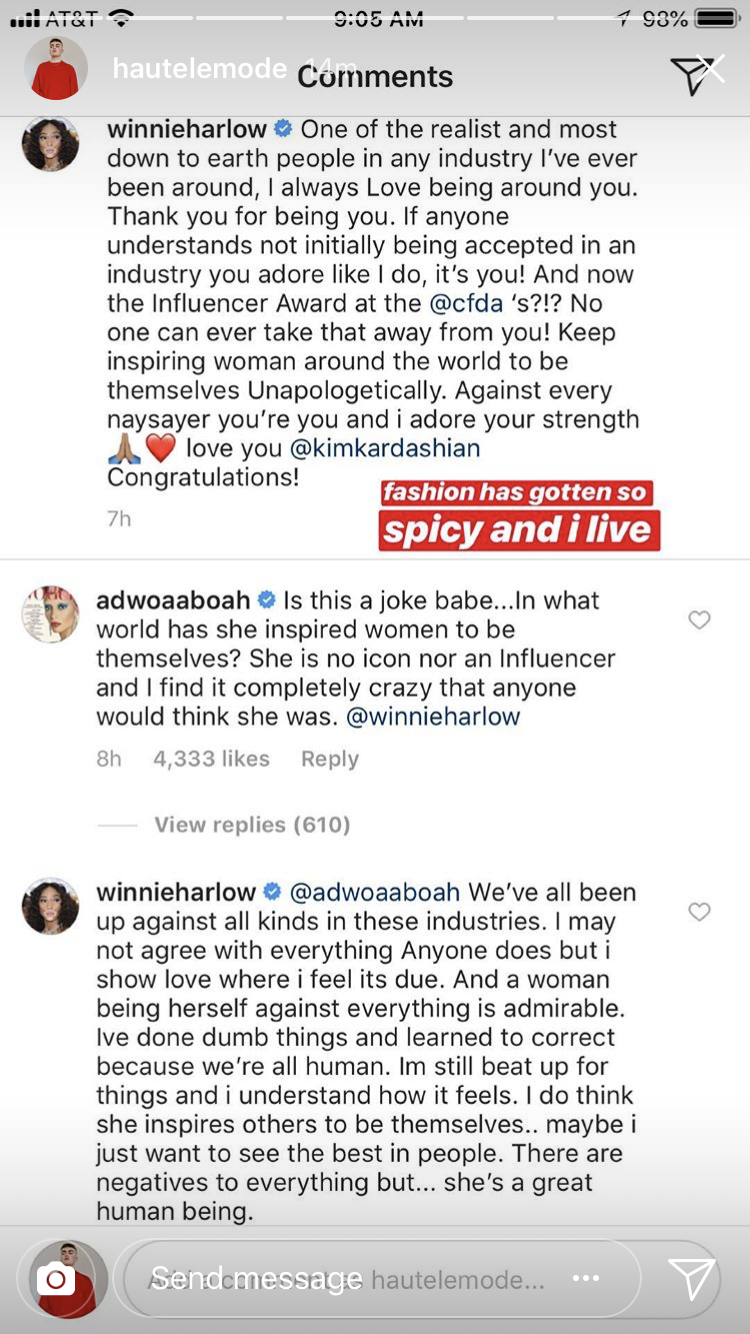 AT&T 9:05 AM 98%
hautelemode 14m
Comments
winnieharlow One of the realist and most
down to earth people in any industry I've ever
been around, I always Love being around you.
Thank you for being you. If anyone
understands not initially being accepted in an
industry you adore like I do, it's you! And now
the Influencer Award at the @cfda 's?!? No
one can ever take that away from you! Keep
inspiring woman around the world to be
themselves Unapologetically. Against every
naysayer you're you and i adore your strength
🙏🏽❤️ love you @kimkardashian
Congratulations!
7h
fashion has gotten so
spicy and i live
adwoaaboah Is this a joke babe...In what
world has she inspired women to be
themselves? She is no icon nor an Influencer
and I find it completely crazy that anyone
would think she was. @winnieharlow
8h 4,333 likes Reply
View replies (610)
winnieharlow @adwoaaboah We've all been
up against all kinds in these industries. I may
not agree with everything Anyone does but i
show love where i feel its due. And a woman
being herself against everything is admirable.
Ive done dumb things and learned to correct
because we're all human. Im still beat up for
things and i understand how it feels. I do think
she inspires others to be themselves.. maybe i
just want to see the best in people. There are
negatives to everything but... she's a great
human being.
Add a comment as hautelemode...
Send message